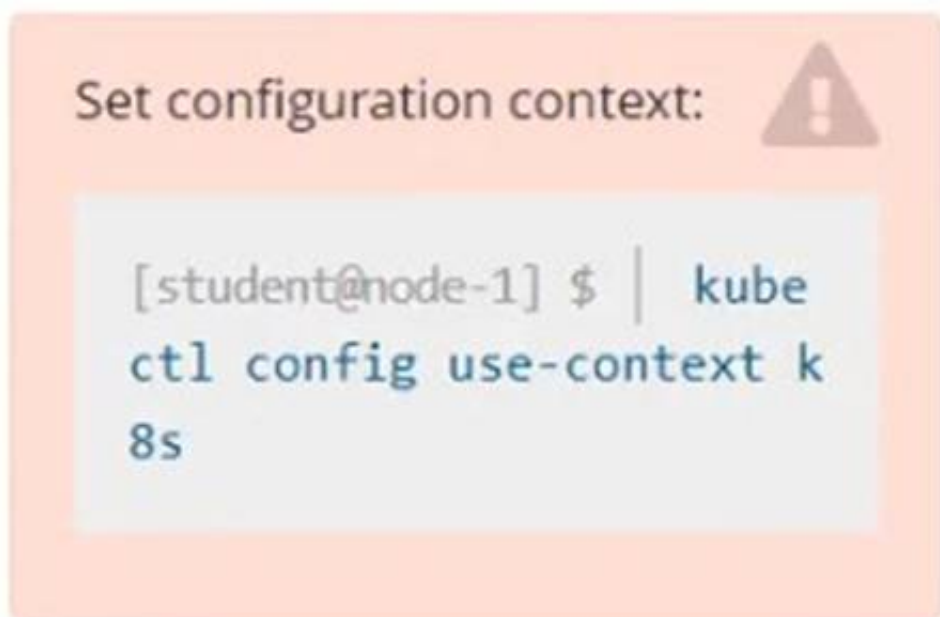 Set configuration context:
[student@node-1] $ | kube
ctl config use-context k
8s